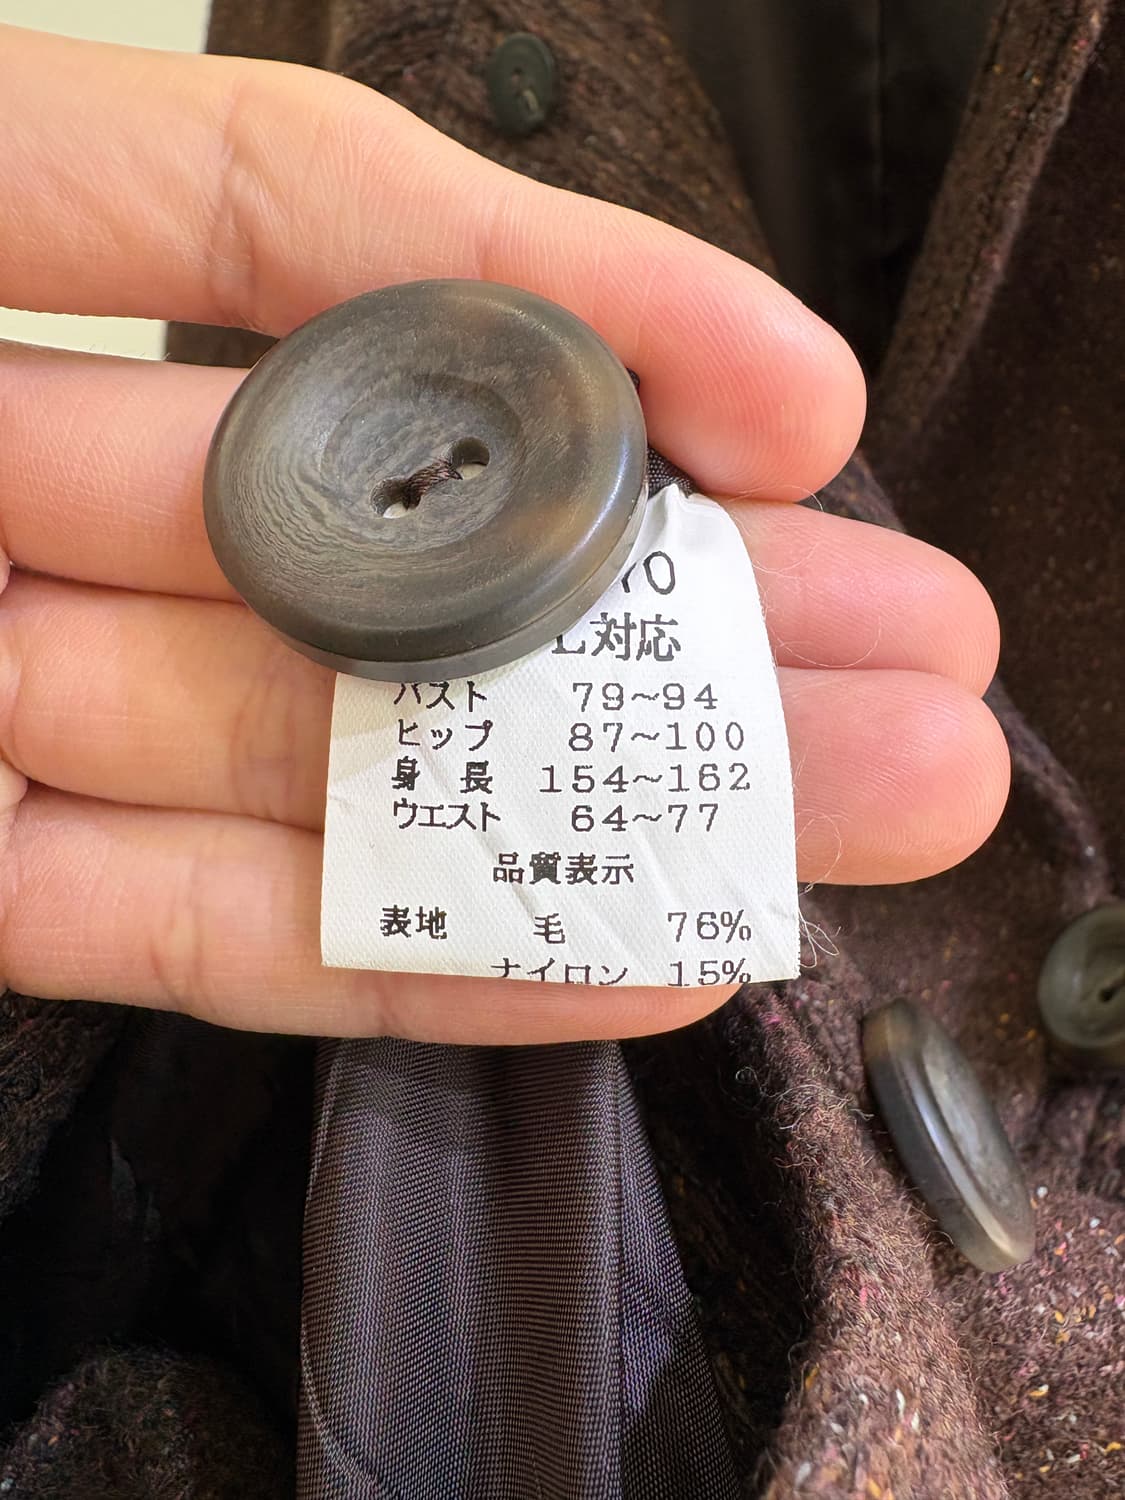 70
L対応
バスト 79~94
ヒップ 87~100
身 長 154~162
ウエスト 64~77
品質表示
表地 毛 76%
ナイロン 15%